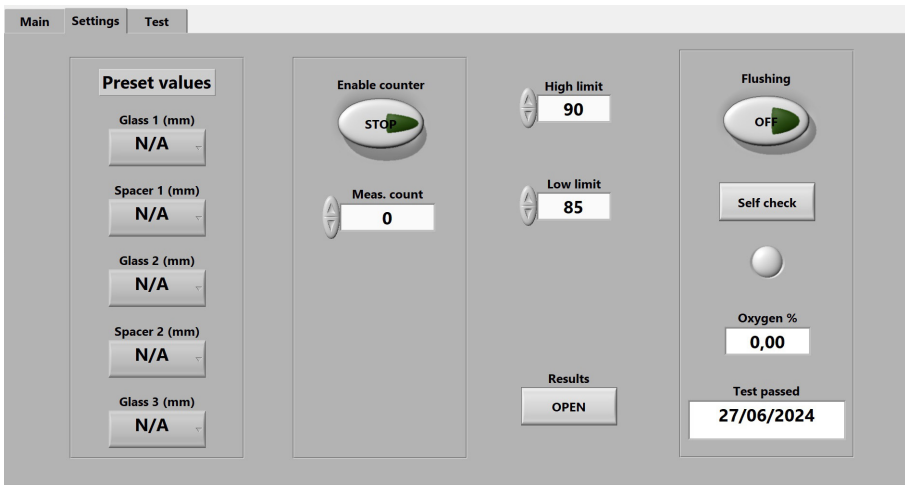 Main
Settings
Test
Preset values
Glass 1 (mm)
N/A
Spacer 1 (mm)
N/A
Glass 2 (mm)
N/A
Spacer 2 (mm)
N/A
Glass 3 (mm)
N/A
Enable counter
STOP
Meas. count
0
High limit
90
Low limit
85
Results
OPEN
Flushing
OFF
Self check
Oxygen %
0,00
Test passed
27/06/2024